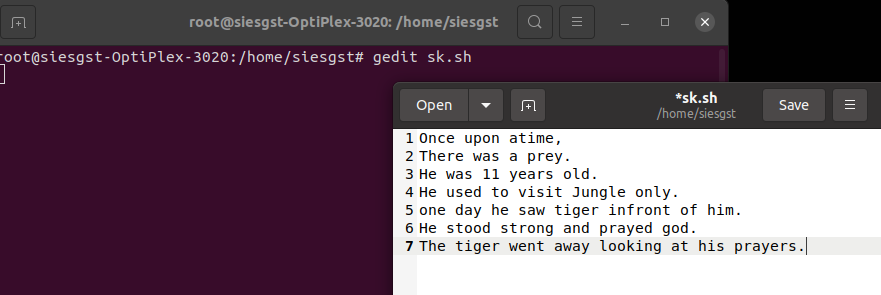 root@siesgst-OptiPlex-3020: /home/siesgst
root@siesgst-OptiPlex-3020:/home/siesgst# gedit sk.sh
Open
*sk.sh
/home/siesgst
Save
1 Once upon atime,
2 There was a prey.
3 He was 11 years old.
4 He used to visit Jungle only.
5 one day he saw tiger infront of him.
6 He stood strong and prayed god.
7 The tiger went away looking at his prayers.